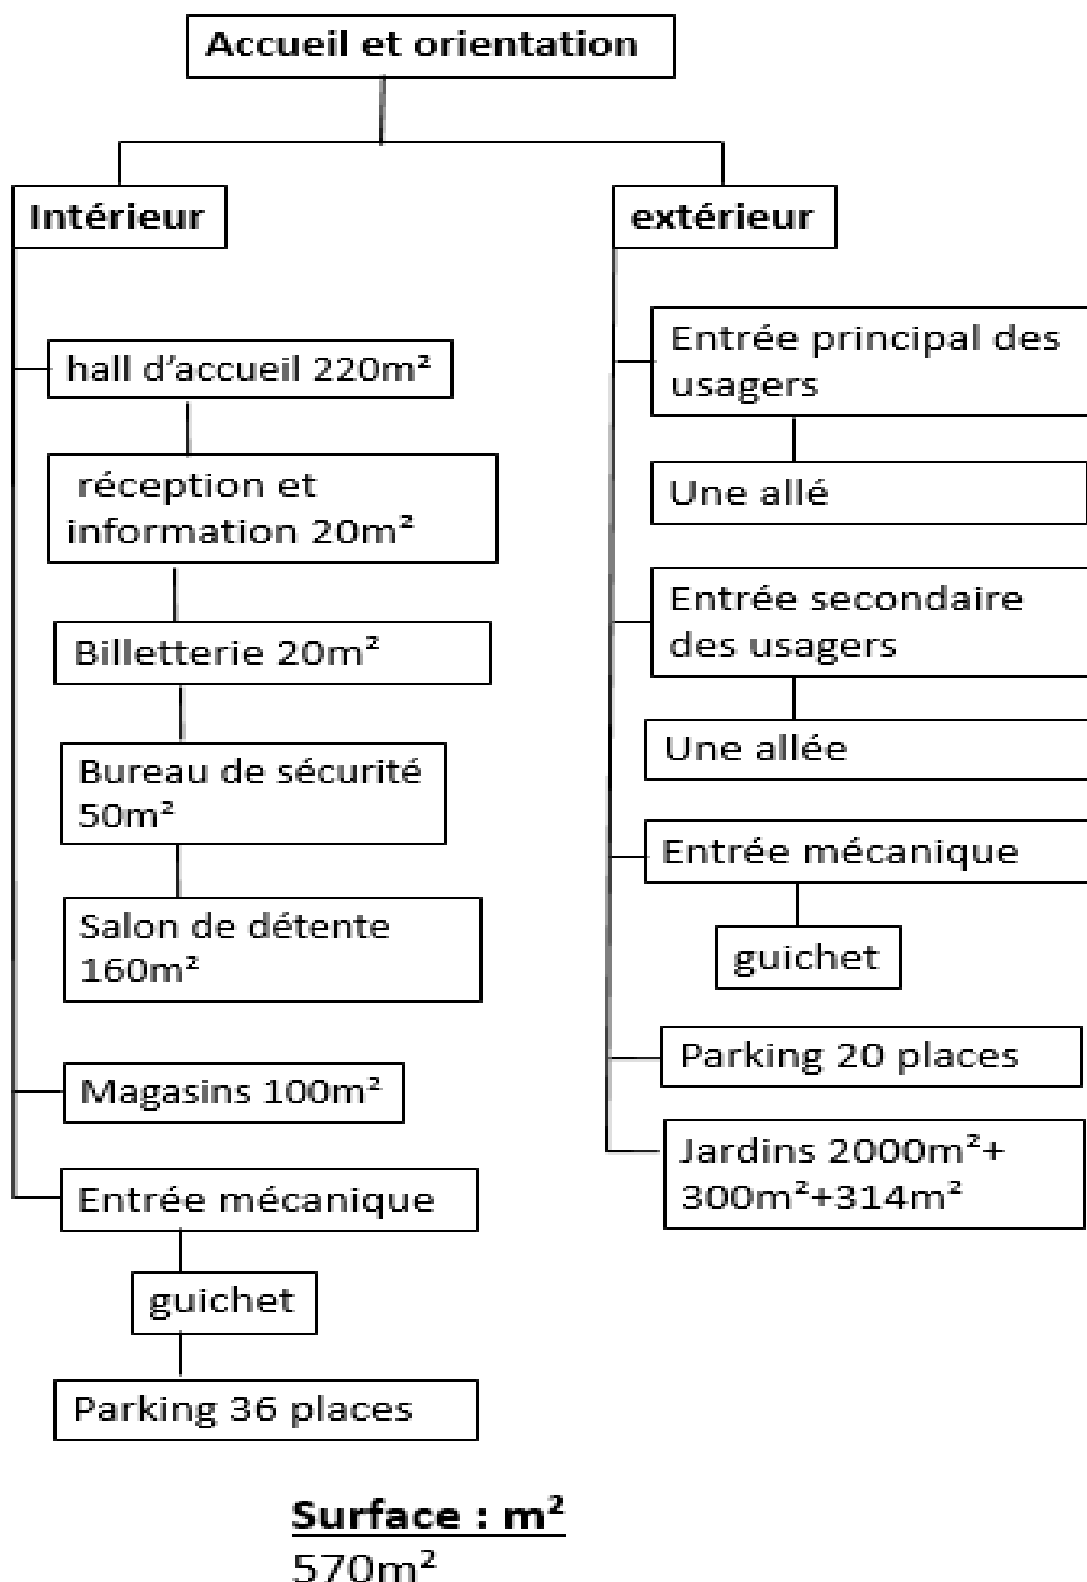 Accueil et orientation
Intérieur
hall d'accueil 220m²
réception et
information 20m²
Billetterie 20m²
Bureau de sécurité
50m²
Salon de détente
160m²
Magasins 100m²
Entrée mécanique
guichet
Parking 36 places
extérieur
Entrée principal des
usagers
Une allé
Entrée secondaire
des usagers
Une allée
Entrée mécanique
guichet
Parking 20 places
Jardins 2000m²+
300m²+314m²
Surface : m²
570m²